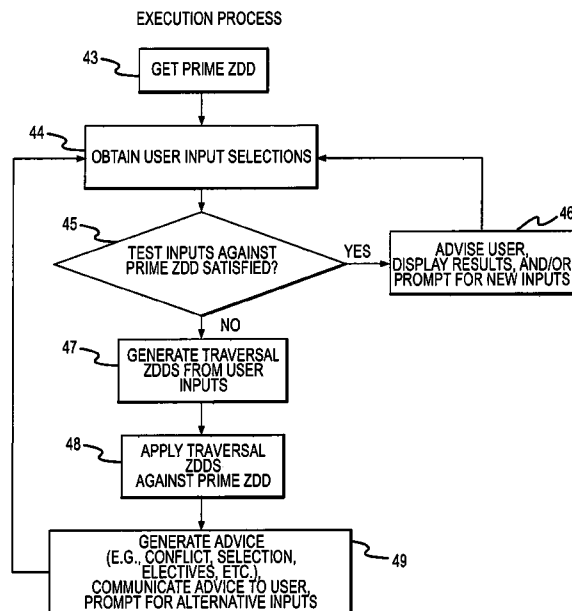 EXECUTION PROCESS
43
GET PRIME ZDD
44
OBTAIN USER INPUT SELECTIONS
45
TEST INPUTS AGAINST
PRIME ZDD SATISFIED?
YES
46
ADVISE USER,
DISPLAY RESULTS, AND/OR
PROMPT FOR NEW INPUTS
NO
47
GENERATE TRAVERSAL
ZDDS FROM USER
INPUTS
48
APPLY TRAVERSAL
ZDDS
AGAINST PRIME ZDD
GENERATE ADVICE
(E.G., CONFLICT, SELECTION,
ELECTIVES, ETC.),
COMMUNICATE ADVICE TO USER,
PROMPT FOR ALTERNATIVE INPUTS
49